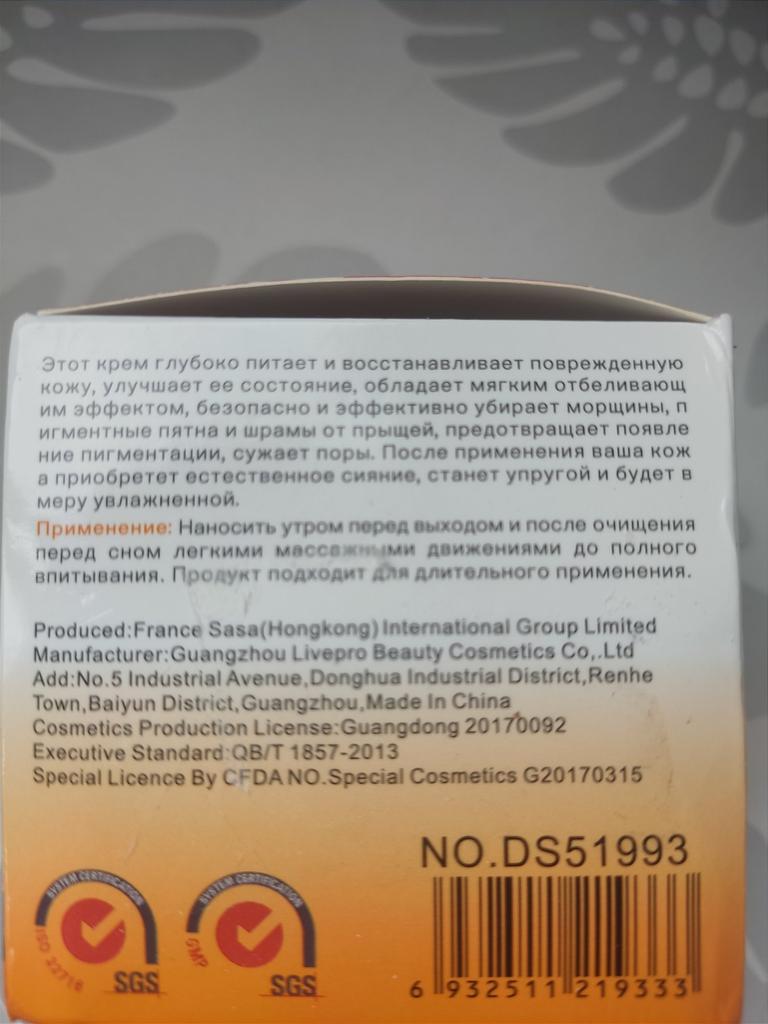 Этот крем глубоко питает и восстанавливает поврежденную
кожу, улучшает ее состояние, обладает мягким отбеливающ
им эффектом, безопасно и эффективно убирает морщины, п
игментные пятна и шрамы от прыщей, предотвращает появле
ние пигментации, сужает поры. После применения ваша кож
а приобретет естественное сияние, станет упругой и будет в
меру увлажненной.
Применение: Наносить утром перед выходом и после очищения
перед сном легкими массажными движениями до полного
впитывания. Продукт подходит для длительного применения.
Produced:France Sasa(Hongkong)International Group Limited
Manufacturer:Guangzhou Livepro Beauty Cosmetics Co,.Ltd
Add:No.5 Industrial Avenue,Donghua Industrial District,Renhe
Town,Baiyun District,Guangzhou,Made In China
Cosmetics Production License:Guangdong 20170092
Executive Standard:QB/T 1857-2013
Special Licence By CFDA NO.Special Cosmetics G20170315
NO.DS51993
SYSTEM CERTIFICATION
ISO 22716
SGS
SYSTEM CERTIFICATION
GMP
SGS
6 932511 219333